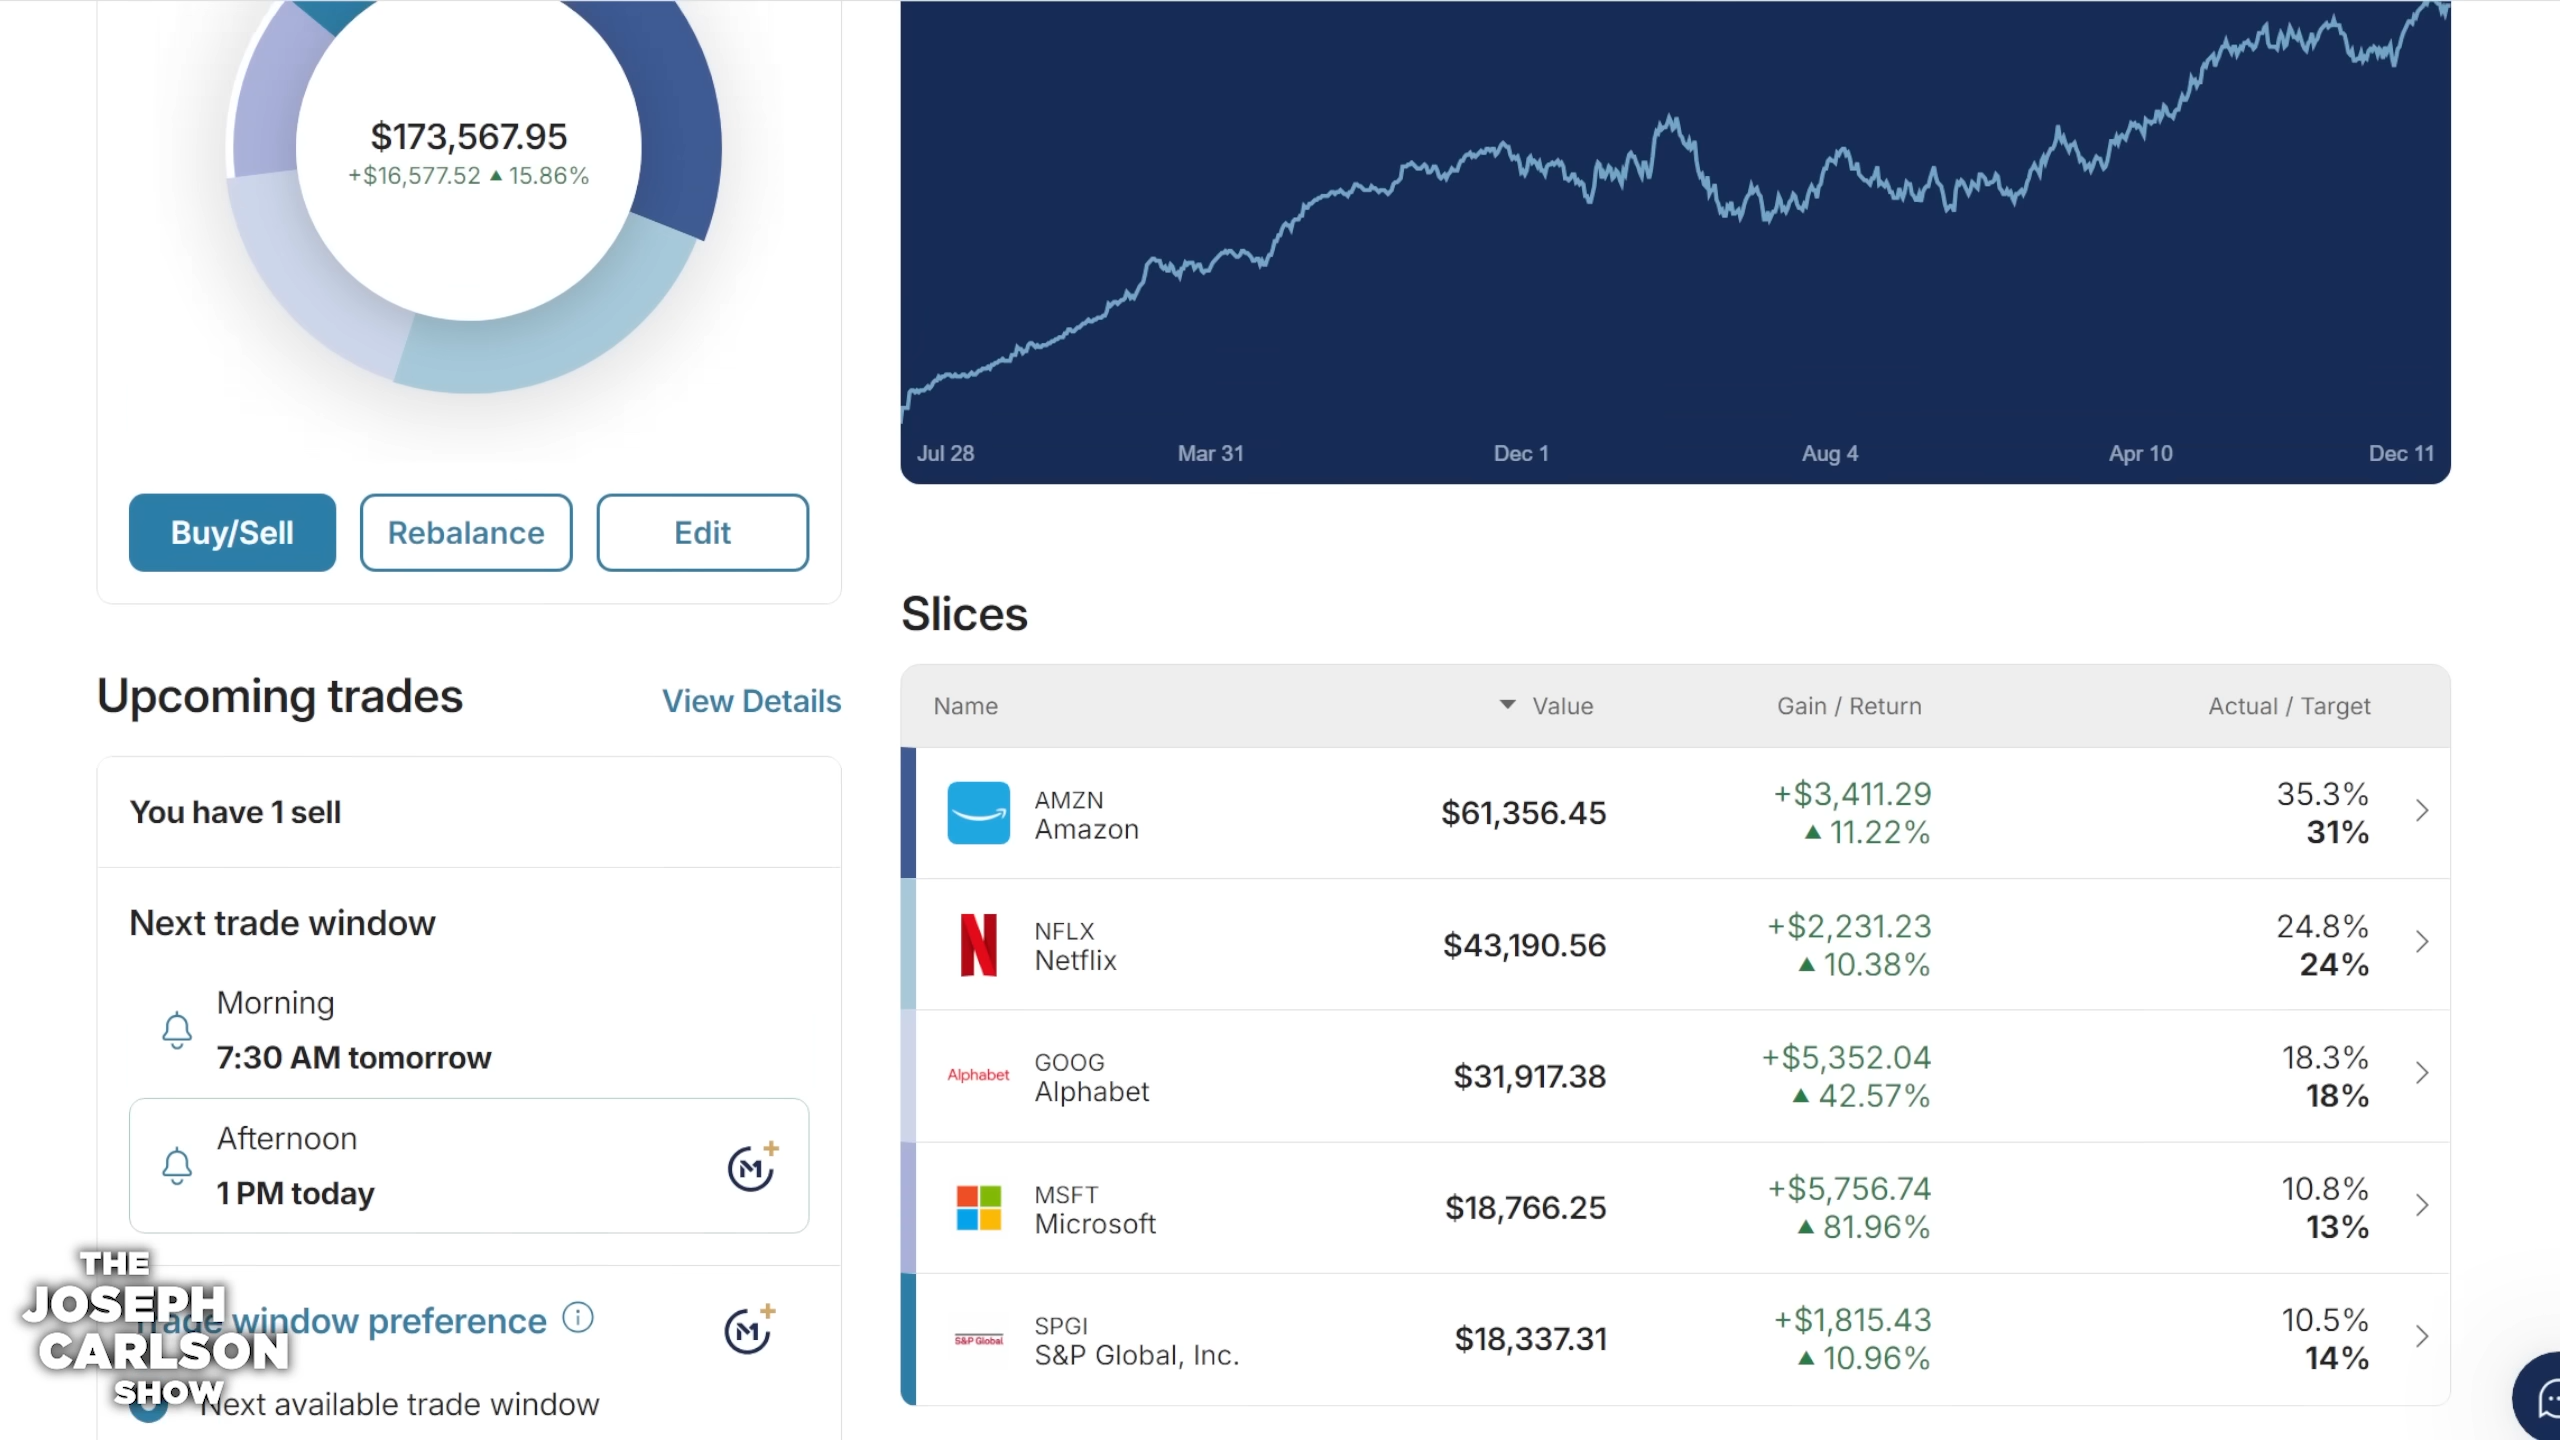 $173,567.95
+$16,577.52 ▲ 15.86%
Buy/Sell
Rebalance
Edit
Upcoming trades
View Details
You have 1 sell
Next trade window
Morning
7:30 AM tomorrow
Afternoon
1 PM today
M
window preference
M
Next available trade window
THE
JOSEPH
CARLSON
SHOW
Jul 28
Mar 31
Dec 1
Aug 4
Apr 10
Dec 11
Slices
Name
Value
Gain / Return
Actual / Target
AMZN
Amazon
$61,356.45
+$3,411.29
▲ 11.22%
35.3%
31%
N
NFLX
Netflix
$43,190.56
+$2,231.23
▲ 10.38%
24.8%
24%
Alphabet
GOOG
Alphabet
$31,917.38
+$5,352.04
▲ 42.57%
18.3%
18%
MSFT
Microsoft
$18,766.25
+$5,756.74
▲ 81.96%
10.8%
13%
S&P Global
SPGI
S&P Global, Inc.
$18,337.31
+$1,815.43
▲ 10.96%
10.5%
14%